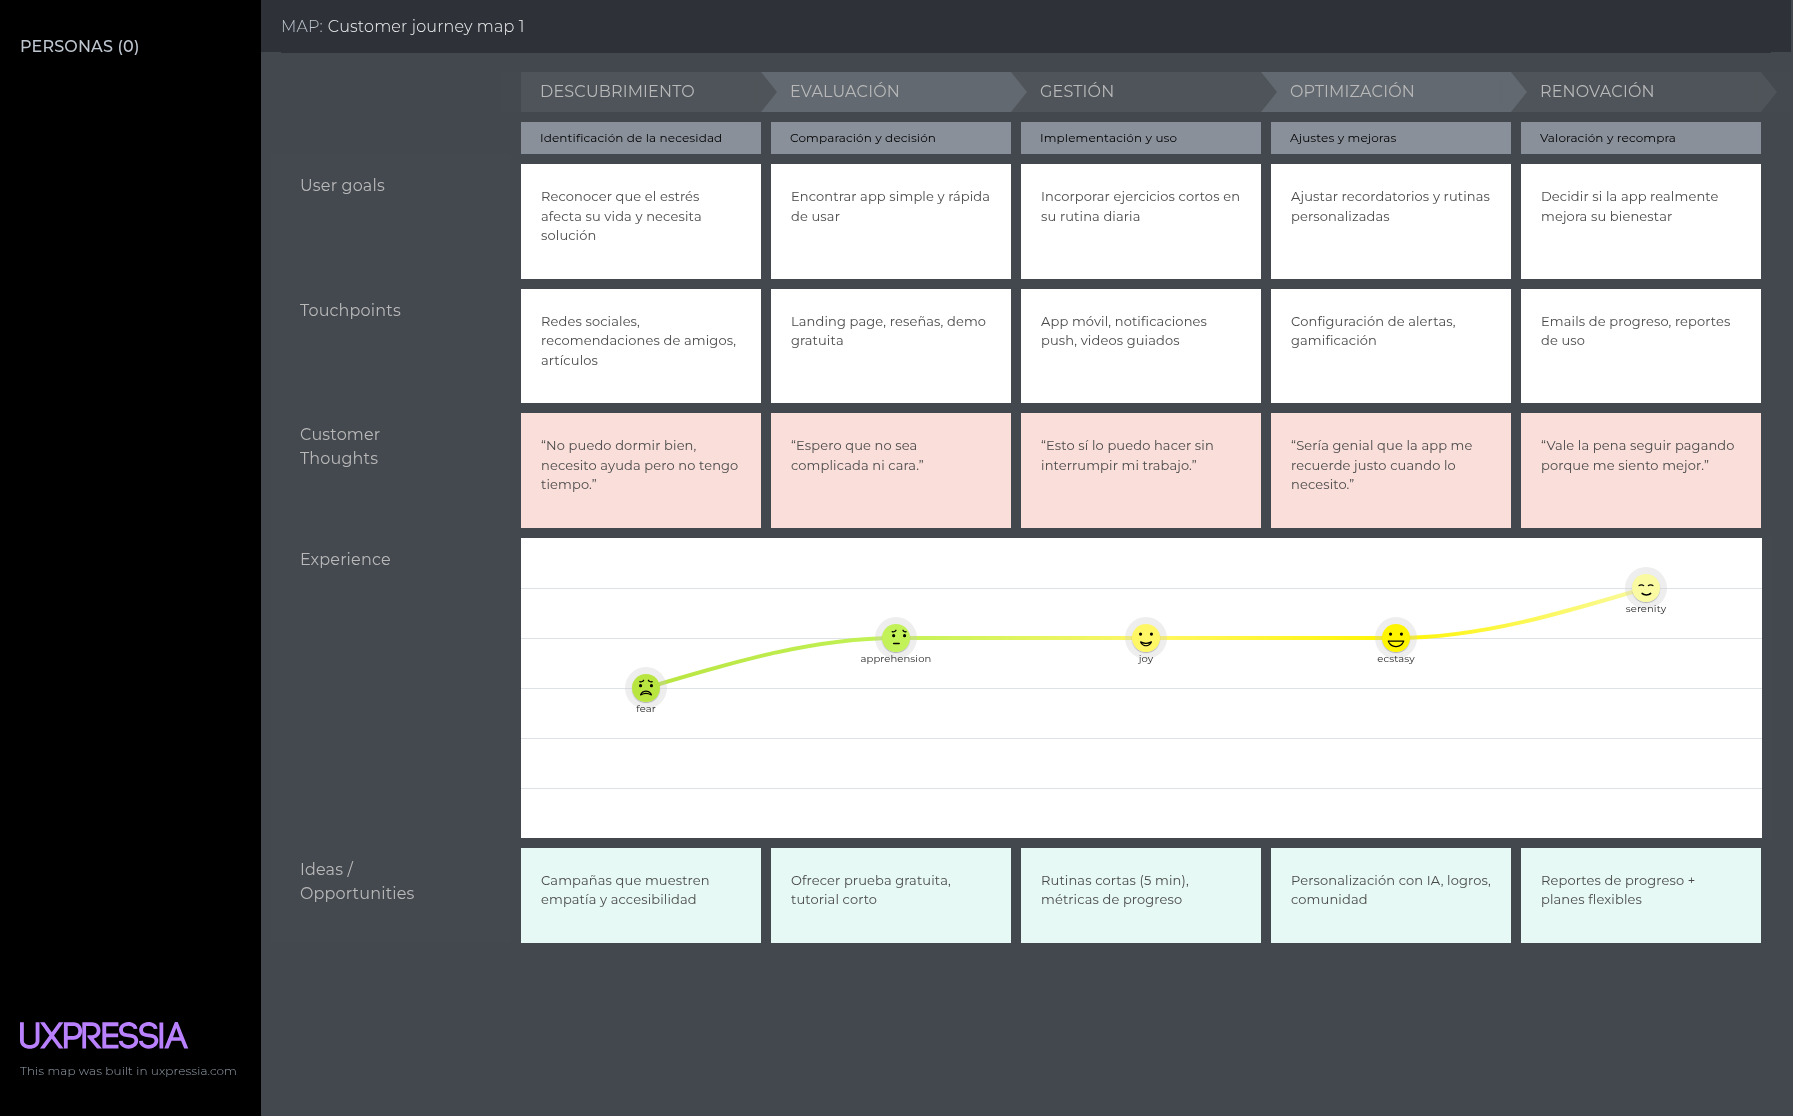 PERSONAS (0)
MAP: Customer journey map 1
DESCUBRIMIENTO
EVALUACIÓN
GESTIÓN
OPTIMIZACIÓN
RENOVACIÓN
Identificación de la necesidad
Comparación y decisión
Implementación y uso
Ajustes y mejoras
Valoración y recompra
User goals
Reconocer que el estrés
afecta su vida y necesita
solución
Encontrar app simple y rápida
de usar
Incorporar ejercicios cortos en
su rutina diaria
Ajustar recordatorios y rutinas
personalizadas
Decidir si la app realmente
mejora su bienestar
Touchpoints
Redes sociales,
recomendaciones de amigos,
artículos
Landing page, reseñas, demo
gratuita
App móvil, notificaciones
push, videos guiados
Configuración de alertas,
gamificación
Emails de progreso, reportes
de uso
Customer
Thoughts
“No puedo dormir bien,
necesito ayuda pero no tengo
tiempo.”
“Espero que no sea
complicada ni cara.”
“Esto sí lo puedo hacer sin
interrumpir mi trabajo.”
“Sería genial que la app me
recuerde justo cuando lo
necesito.”
“Vale la pena seguir pagando
porque me siento mejor.”
Experience
fear
apprehension
joy
ecstasy
serenity
Ideas /
Opportunities
Campañas que muestren
empatía y accesibilidad
Ofrecer prueba gratuita,
tutorial corto
Rutinas cortas (5 min),
métricas de progreso
Personalización con IA, logros,
comunidad
Reportes de progreso +
planes flexibles
UXPRESSIA
This map was built in uxpressia.com